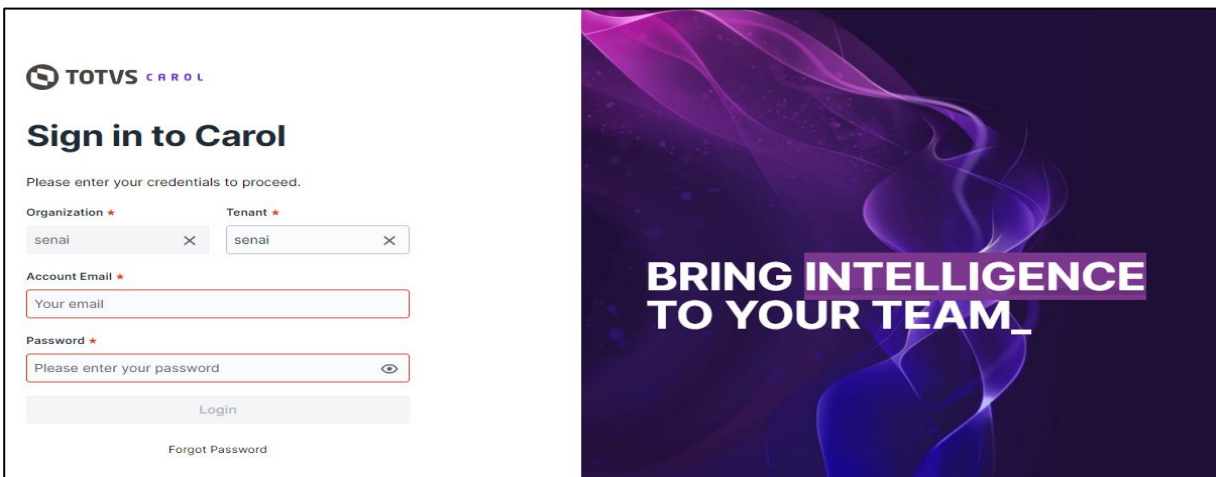 TOTVS CAROL
Sign in to Carol
Please enter your credentials to proceed.
Organization * Tenant *
senai senai
Account Email *
Your email
Password *
Please enter your password
Login
Forgot Password
BRING INTELLIGENCE
TO YOUR TEAM_